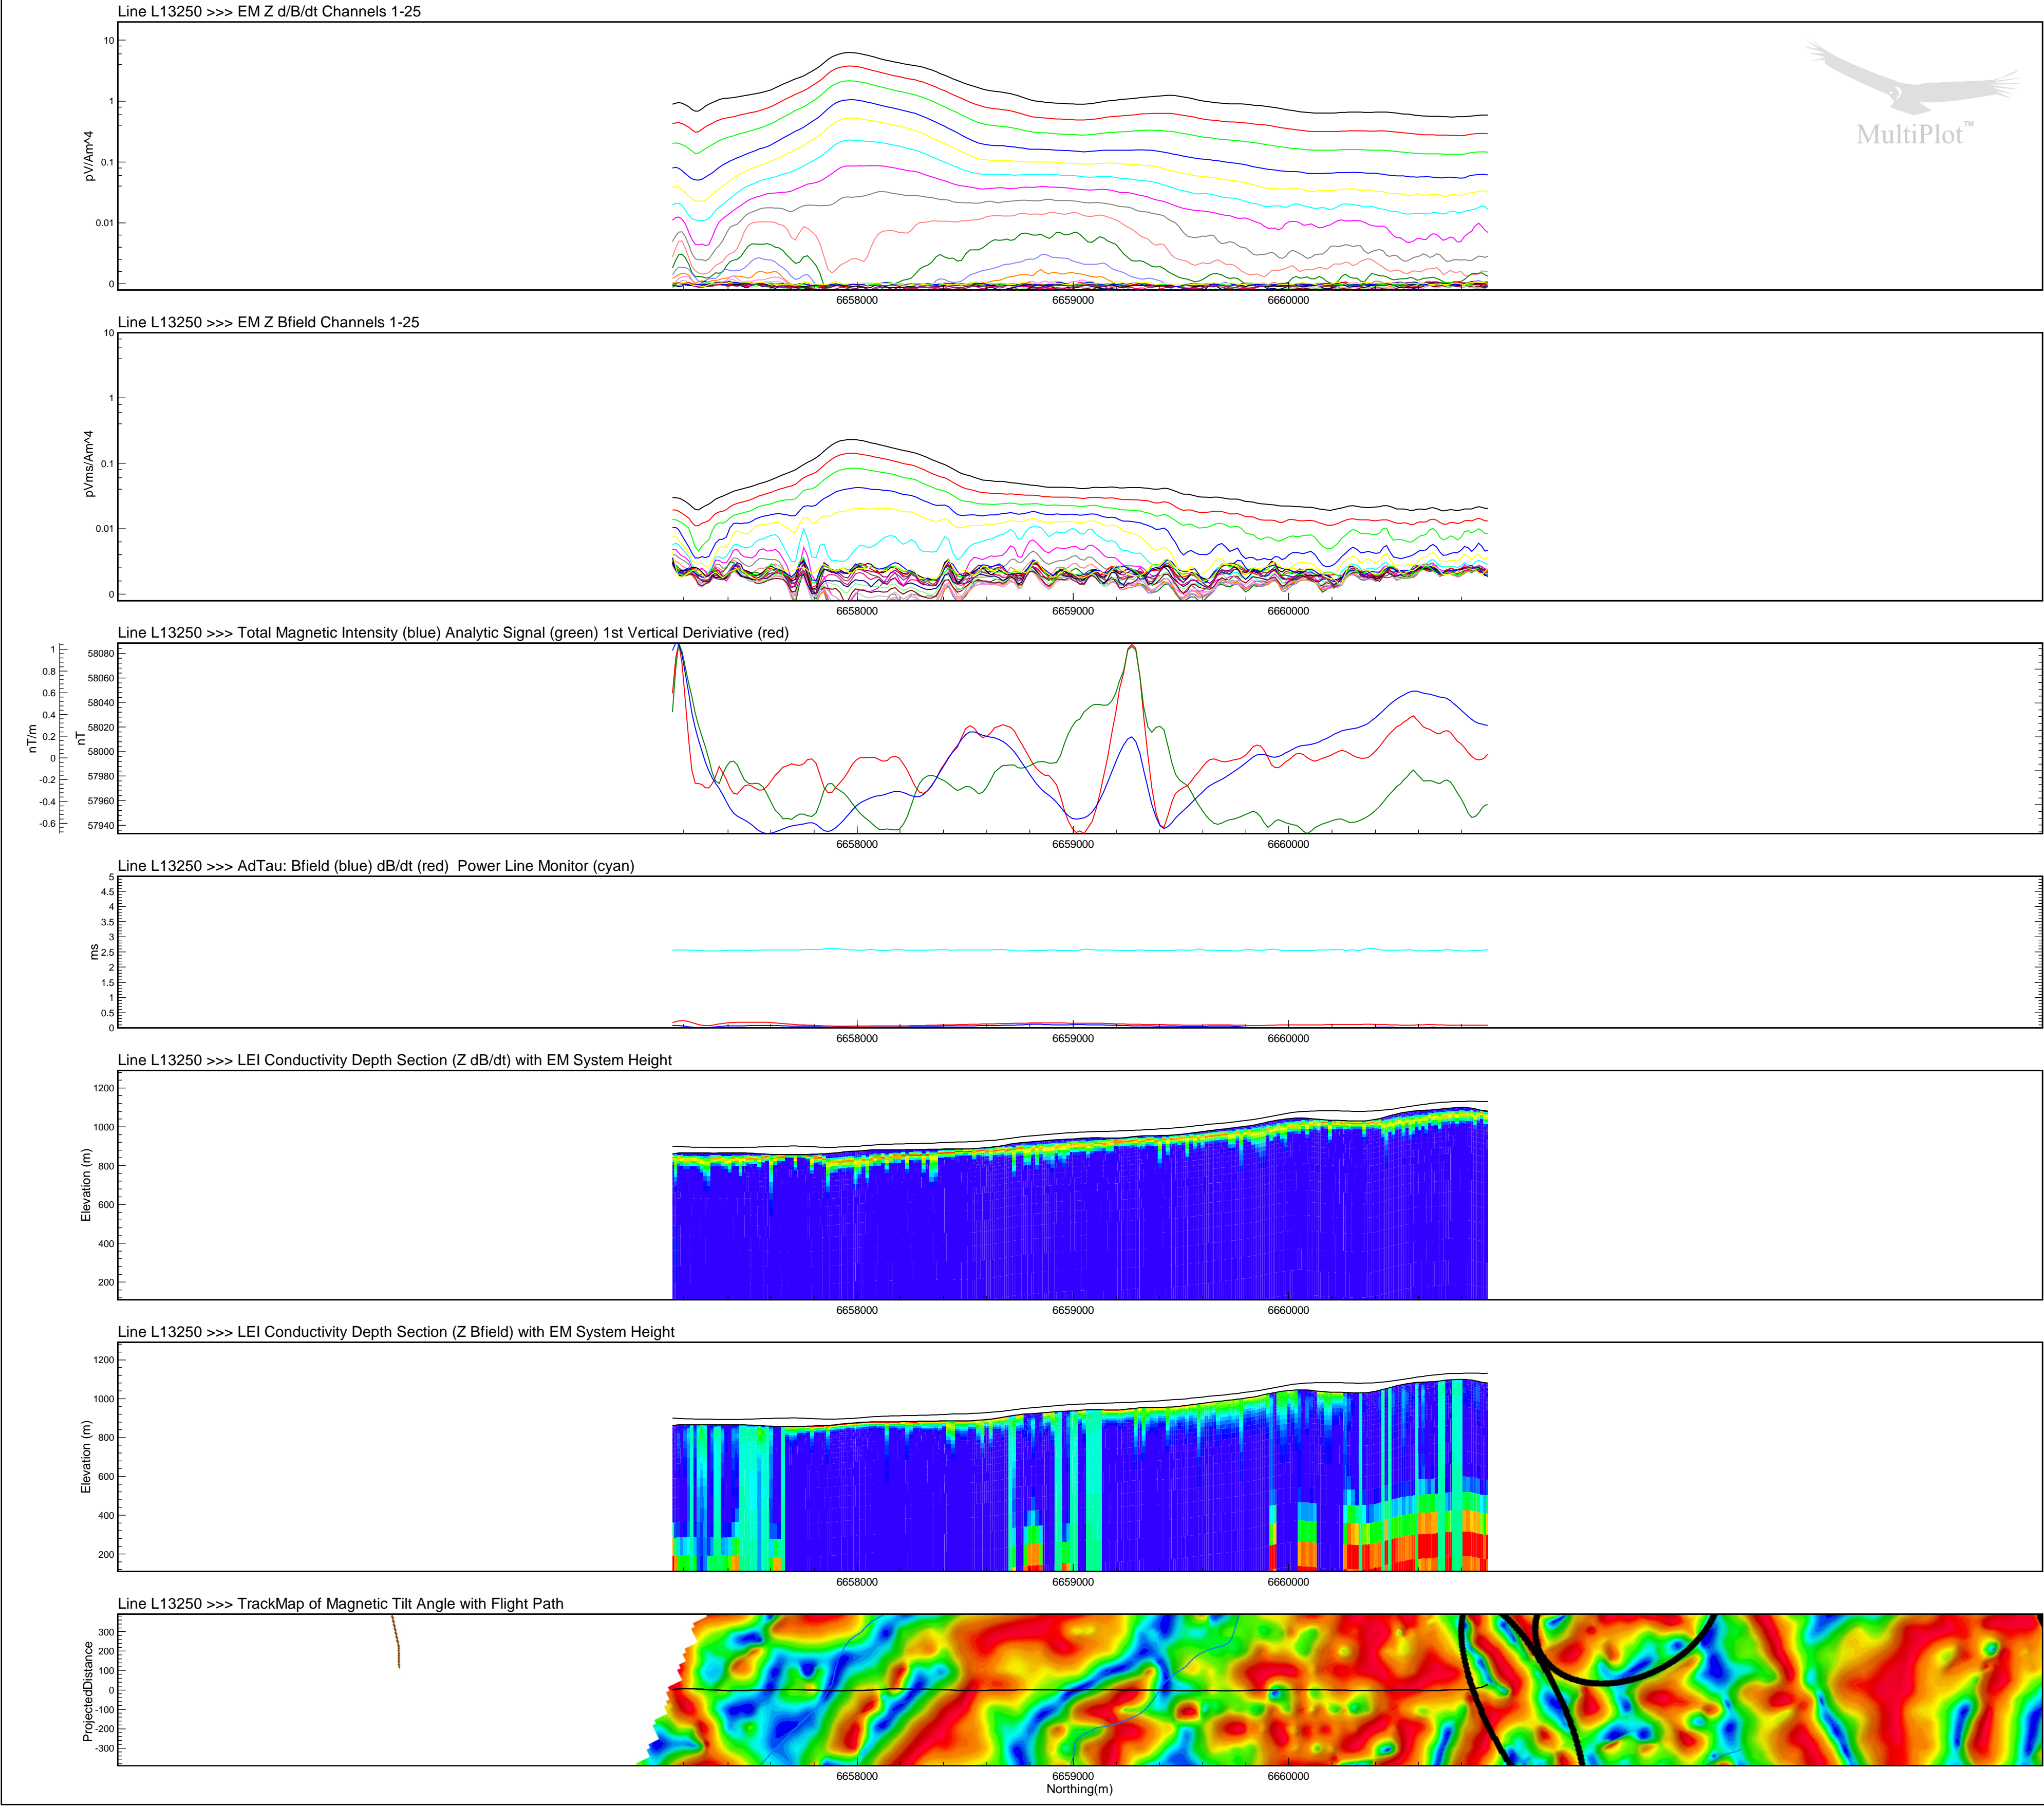 Line L13250 >>> EM Z d/B/dt Channels 1-25
10
1
0.1
0.01
0
pV/Am^4
MultiPlot™
6658000 6659000 6660000
Line L13250 >>> EM Z Bfield Channels 1-25
10
1
0.1
0.01
0
pVms/Am^4
6658000 6659000 6660000
Line L13250 >>> Total Magnetic Intensity (blue) Analytic Signal (green) 1st Vertical Deriviative (red)
1
0.8
0.6
0.4
0.2
0
-0.2
-0.4
-0.6
nT/m
58080
58060
58040
58020
58000
57980
57960
57940
nT
6658000 6659000 6660000
Line L13250 >>> AdTau: Bfield (blue) dB/dt (red)  Power Line Monitor (cyan)
5
4.5
4
3.5
3
2.5
2
1.5
1
0.5
0
ms
6658000 6659000 6660000
Line L13250 >>> LEI Conductivity Depth Section (Z dB/dt) with EM System Height
1200
1000
800
600
400
200
Elevation (m)
6658000 6659000 6660000
Line L13250 >>> LEI Conductivity Depth Section (Z Bfield) with EM System Height
1200
1000
800
600
400
200
Elevation (m)
6658000 6659000 6660000
Line L13250 >>> TrackMap of Magnetic Tilt Angle with Flight Path
300
200
100
0
-100
-200
-300
ProjectedDistance
6658000 6659000 6660000
Northing(m)